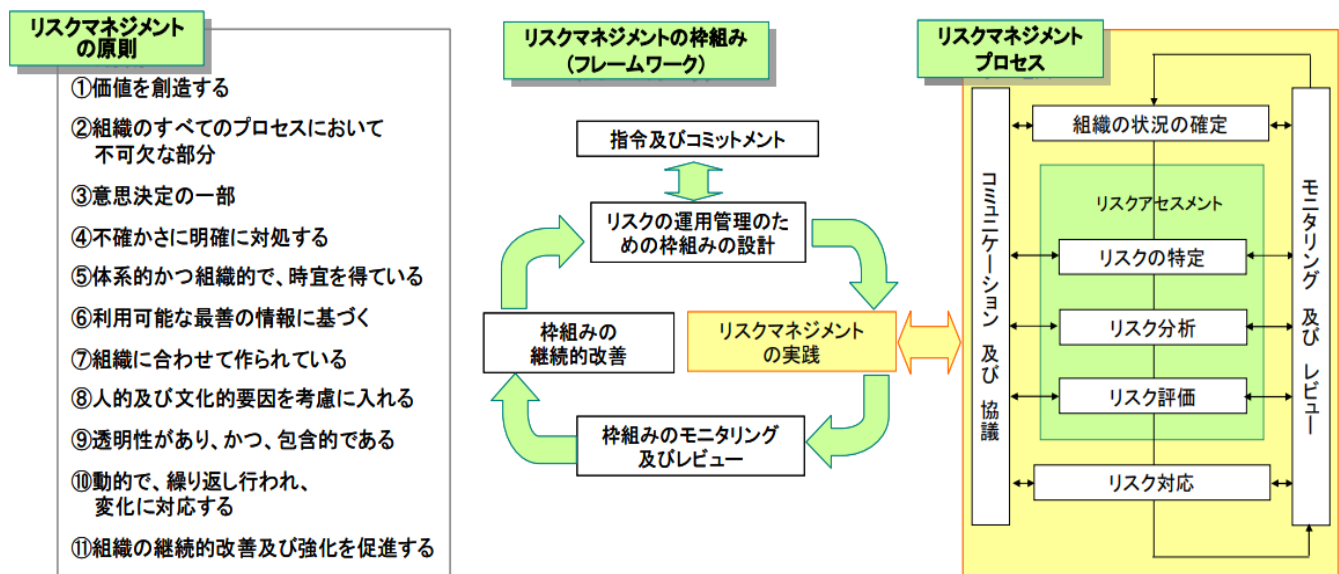 リスクマネジメント
の原則
①価値を創造する
②組織のすべてのプロセスにおいて
不可欠な部分
③意思決定の一部
④不確かさに明確に対処する
⑤体系的かつ組織的で、時宜を得ている
⑥利用可能な最善の情報に基づく
⑦組織に合わせて作られている
⑧人的及び文化的要因を考慮に入れる
⑨透明性があり、かつ、包含的である
⑩動的で、繰り返し行われ、
変化に対応する
⑪組織の継続的改善及び強化を促進する
リスクマネジメントの枠組み
(フレームワーク)
指令及びコミットメント
リスクの運用管理のた
めの枠組みの設計
リスクマネジメント
の実践
枠組みのモニタリング
及びレビュー
枠組みの
継続的改善
リスクマネジメント
プロセス
コミュニケーション 及び 協議
組織の状況の確定
リスクアセスメント
リスクの特定
リスク分析
リスク評価
リスク対応
モニタリング 及び レビュー